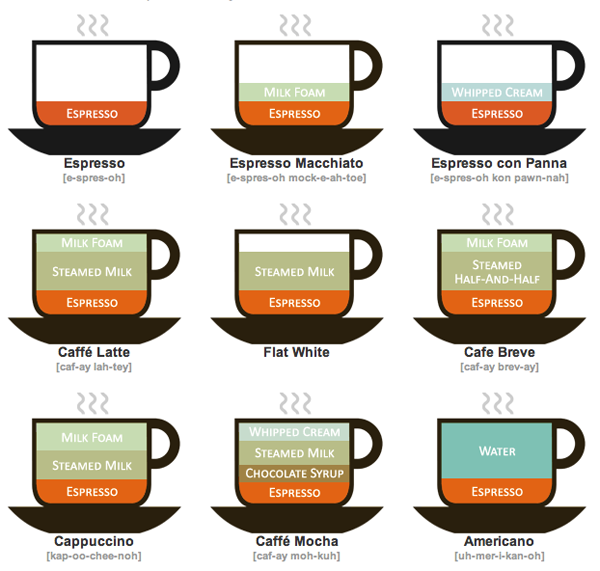 MILK FOAM
WHIPPED CREAM
ESPRESSO
ESPRESSO
ESPRESSO
Espresso
Espresso Macchiato
Espresso con Panna
[e-spres-oh]
[e-spres-oh mock-e-ah-toe]
[e-spres-oh kon pawn-nah]
MILK FOAM
STEAMED MILK
ESPRESSO
STEAMED MILK
ESPRESSO
MILK FOAM
STEAMED
HALF-AND-HALF
ESPRESSO
Caffé Latte
Flat White
Cafe Breve
[caf-ay lah-tey]
[caf-ay brev-ay]
MILK FOAM
STEAMED MILK
ESPRESSO
WHIPPED CREAM
STEAMED MILK
CHOCOLATE SYRUP
ESPRESSO
WATER
ESPRESSO
Cappuccino
Caffé Mocha
Americano
[kap-oo-chee-noh]
[caf-ay moh-kuh]
[uh-mer-i-kan-oh]